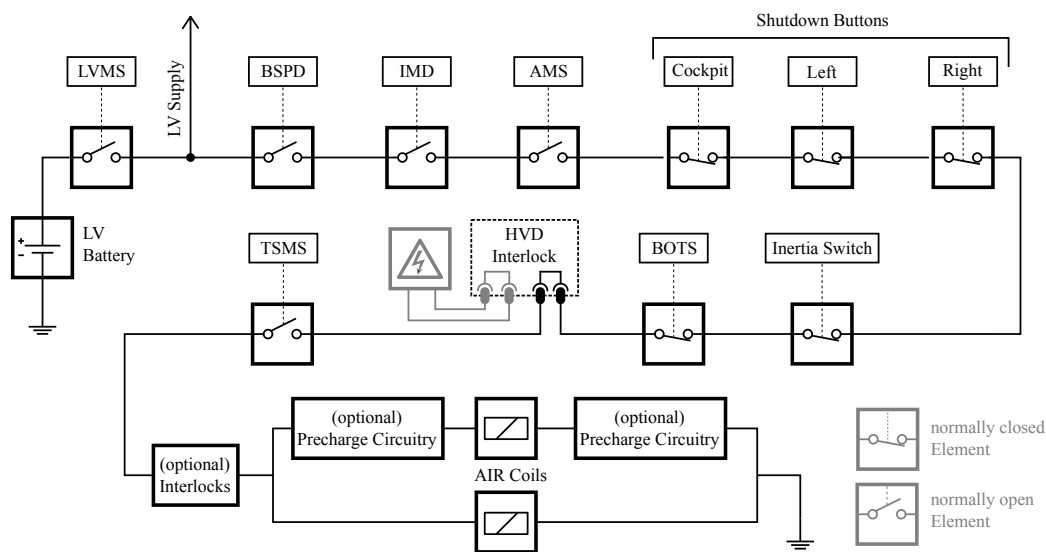 Shutdown Buttons
LVMS
LV Supply
BSPD
IMD
AMS
Cockpit
Left
Right
+
-
LV
Battery
TSMS
HVD
Interlock
BOTS
Inertia Switch
(optional)
Precharge Circuitry
(optional)
Precharge Circuitry
AIR Coils
(optional)
Interlocks
normally closed
Element
normally open
Element